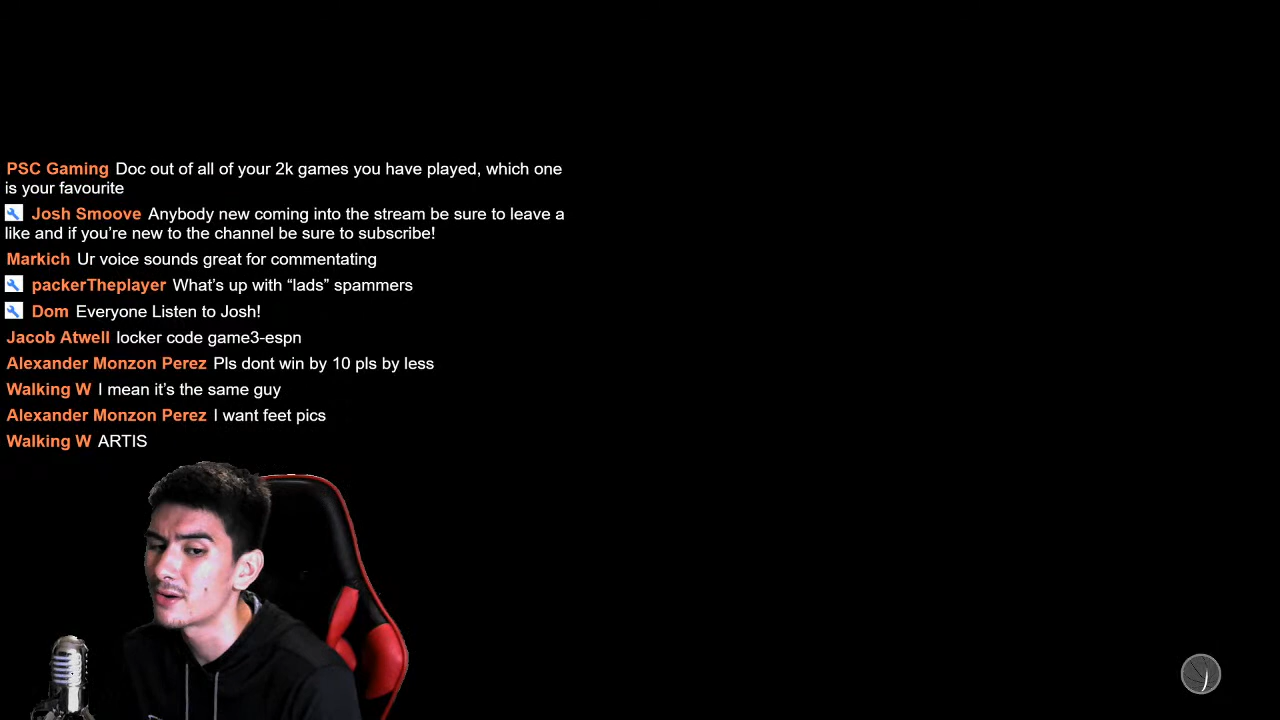 PSC Gaming Doc out of all of your 2k games you have played, which one
is your favourite
Josh Smoove Anybody new coming into the stream be sure to leave a
like and if you're new to the channel be sure to subscribe!
Markich Ur voice sounds great for commentating
packerTheplayer What's up with “lads” spammers
Dom Everyone Listen to Josh!
Jacob Atwell locker code game3-espn
Alexander Monzon Perez Pls dont win by 10 pls by less
Walking W I mean it's the same guy
Alexander Monzon Perez I want feet pics
Walking W ARTIS